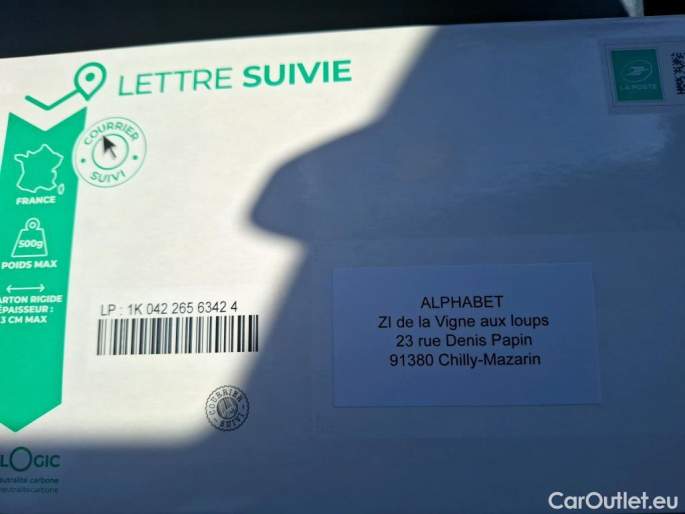 LETTRE SUIVIE
LA POSTE
COURRIER
SUIVI
FRANCE
500g
POIDS MAX
ARTON RIGIDE
ÉPAISSEUR :
3 CM MAX
LP : 1K 042 265 6342 4
ALPHABET
ZI de la Vigne aux loups
23 rue Denis Papin
91380 Chilly-Mazarin
COURRIER
SUIVI
LOGIC
eutralité carbone
CarOutlet.eu